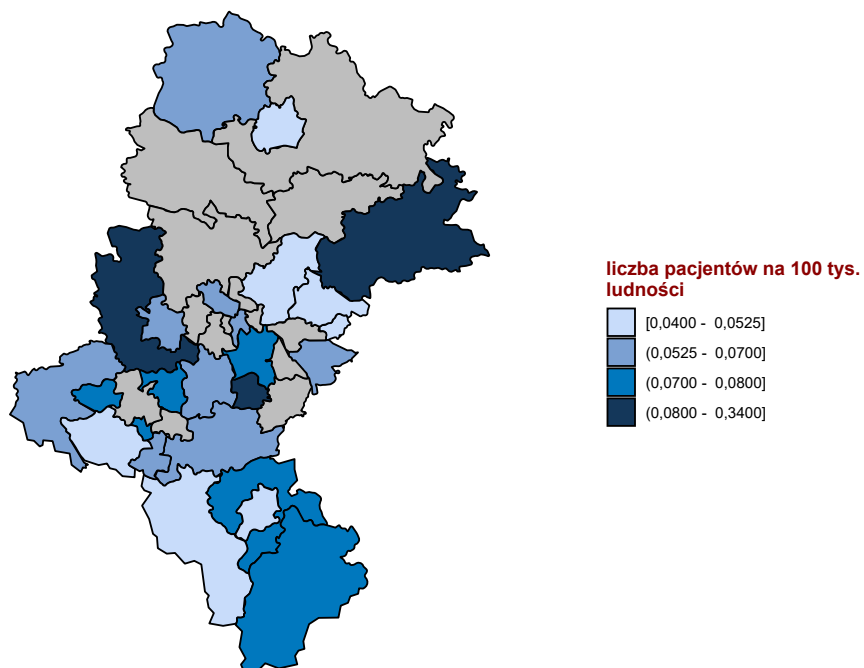 liczba pacjentów na 100 tys.
ludności
[0,0400 - 0,0525]
(0,0525 - 0,0700]
(0,0700 - 0,0800]
(0,0800 - 0,3400]